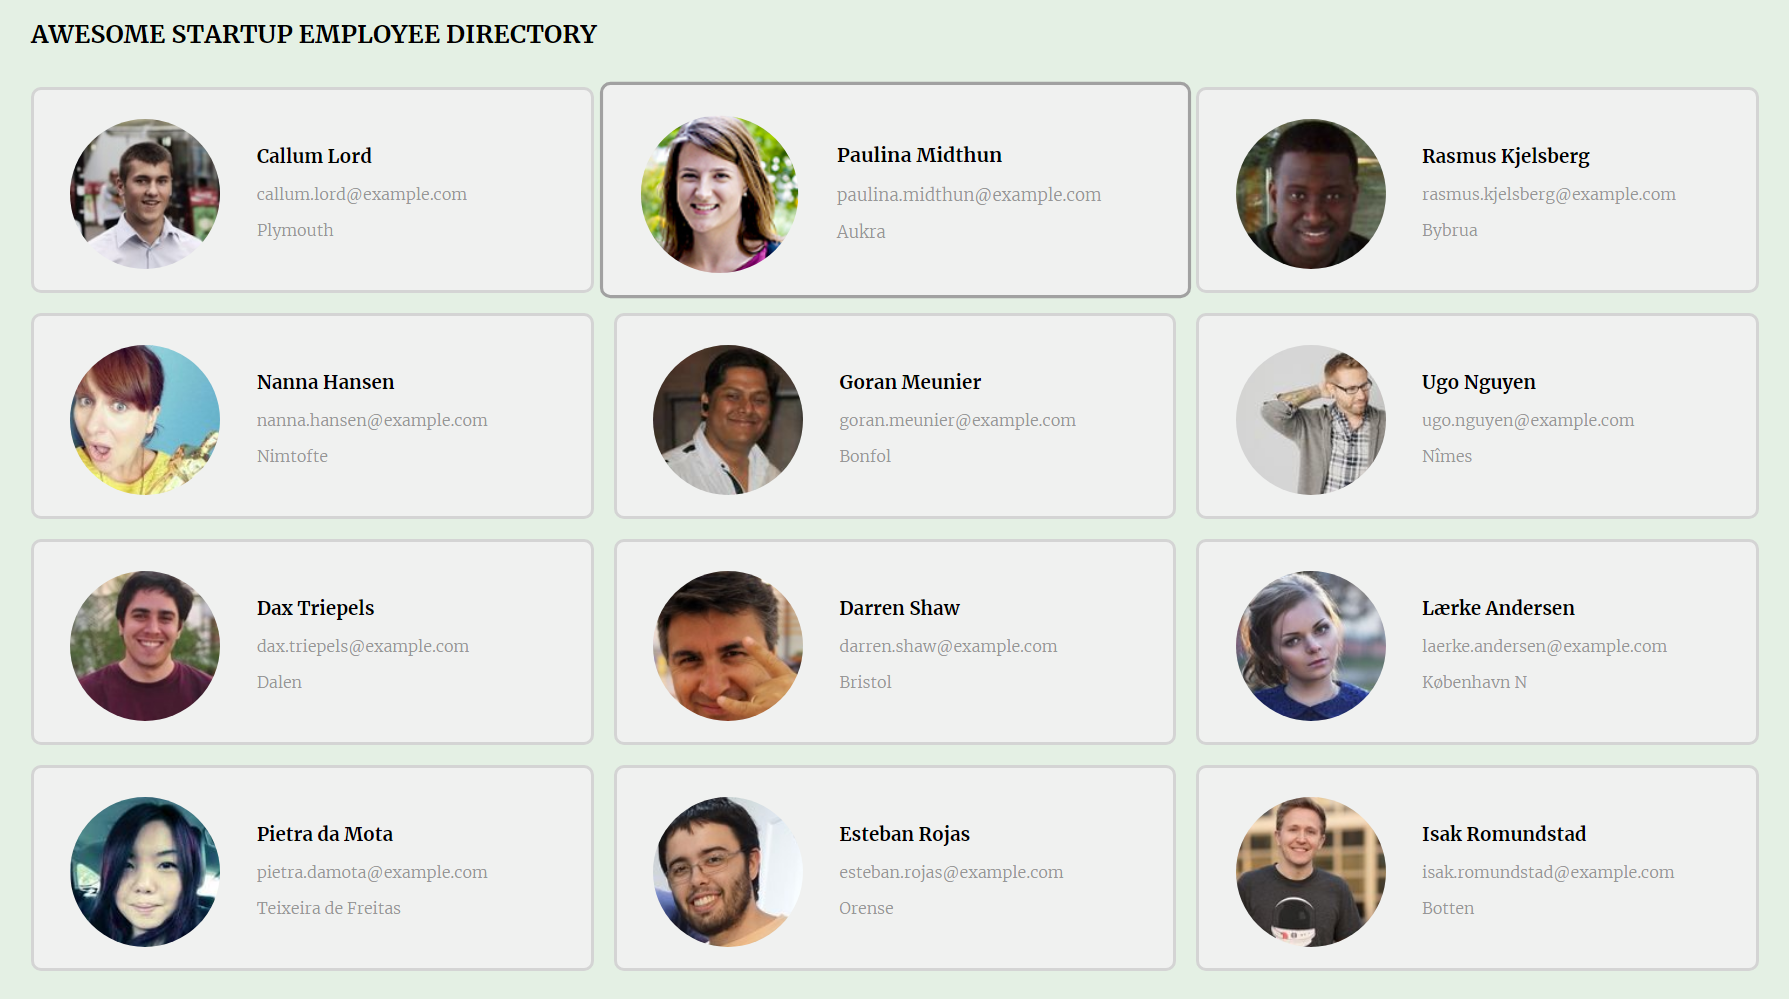 AWESOME STARTUP EMPLOYEE DIRECTORY
Callum Lord
callum.lord@example.com
Plymouth
Paulina Midthun
paulina.midthun@example.com
Aukra
Rasmus Kjelsberg
rasmus.kjelsberg@example.com
Bybrua
Nanna Hansen
nanna.hansen@example.com
Nimtofte
Goran Meunier
goran.meunier@example.com
Bonfol
Ugo Nguyen
ugo.nguyen@example.com
Nîmes
Dax Triepels
dax.triepels@example.com
Dalen
Darren Shaw
darren.shaw@example.com
Bristol
Lærke Andersen
laerke.andersen@example.com
København N
Pietra da Mota
pietra.damota@example.com
Teixeira de Freitas
Esteban Rojas
esteban.rojas@example.com
Orense
Isak Romundstad
isak.romundstad@example.com
Botten